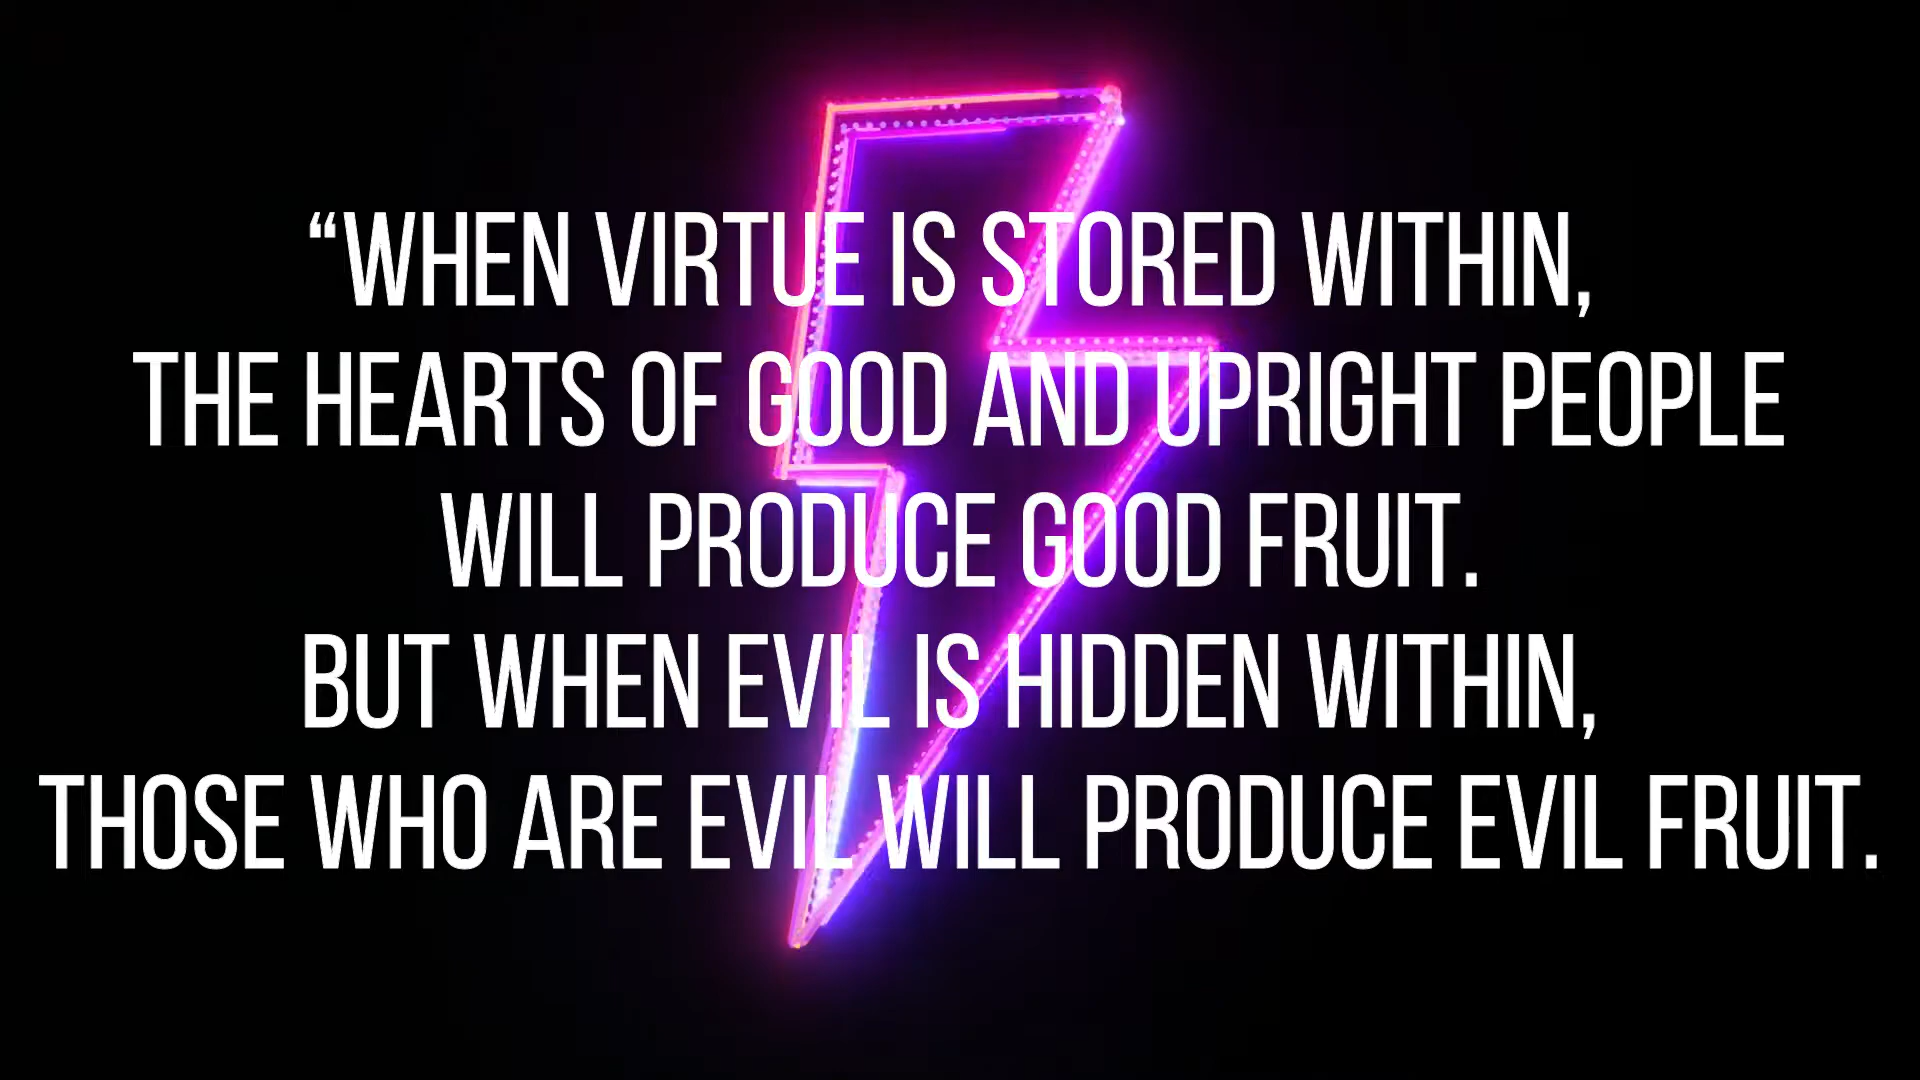 “WHEN VIRTUE IS STORED WITHIN,
THE HEARTS OF GOOD AND UPRIGHT PEOPLE
WILL PRODUCE GOOD FRUIT.
BUT WHEN EVIL IS HIDDEN WITHIN,
THOSE WHO ARE EVIL WILL PRODUCE EVIL FRUIT.